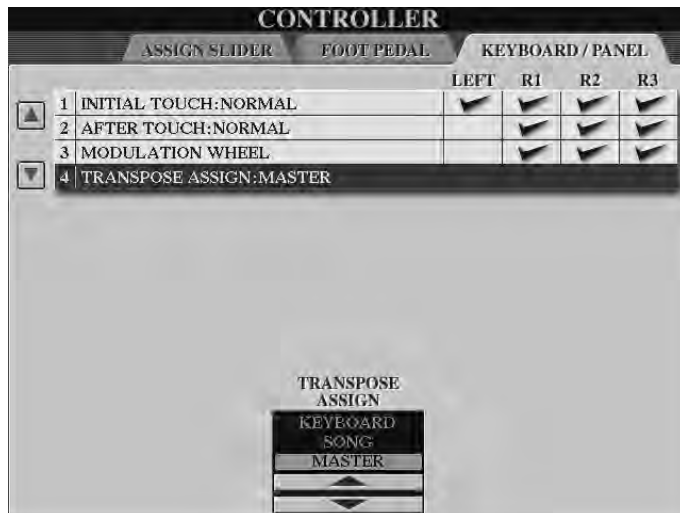 CONTROLLER
ASSIGN SLIDER FOOT PEDAL KEYBOARD / PANEL
LEFT R1 R2 R3
1 INITIAL TOUCH:NORMAL
2 AFTER TOUCH:NORMAL
3 MODULATION WHEEL
4 TRANSPOSE ASSIGN:MASTER
TRANSPOSE
ASSIGN
KEYBOARD
SONG
MASTER